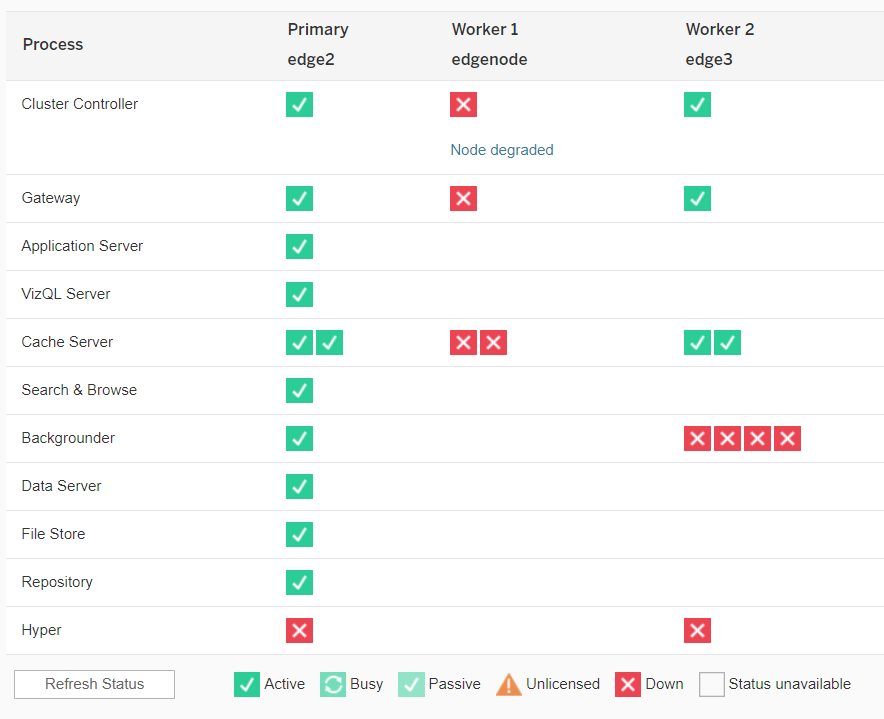 Process Primary Worker 1 Worker 2
edge2 edgenode edge3
Cluster Controller
Node degraded
Gateway
Application Server
VizQL Server
Cache Server
Search & Browse
Backgrounder
Data Server
File Store
Repository
Hyper
Refresh Status Active Busy Passive Unlicensed Down Status unavailable